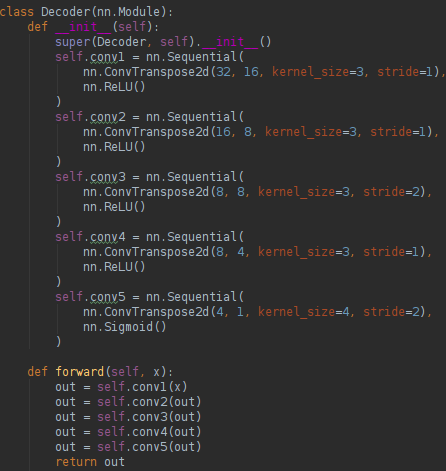 class Decoder(nn.Module):
    def __init__(self):
        super(Decoder, self).__init__()
        self.conv1 = nn.Sequential(
            nn.ConvTranspose2d(32, 16, kernel_size=3, stride=1),
            nn.ReLU()
        )
        self.conv2 = nn.Sequential(
            nn.ConvTranspose2d(16, 8, kernel_size=3, stride=1),
            nn.ReLU()
        )
        self.conv3 = nn.Sequential(
            nn.ConvTranspose2d(8, 8, kernel_size=3, stride=2),
            nn.ReLU()
        )
        self.conv4 = nn.Sequential(
            nn.ConvTranspose2d(8, 4, kernel_size=3, stride=1),
            nn.ReLU()
        )
        self.conv5 = nn.Sequential(
            nn.ConvTranspose2d(4, 1, kernel_size=4, stride=2),
            nn.Sigmoid()
        )

    def forward(self, x):
        out = self.conv1(x)
        out = self.conv2(out)
        out = self.conv3(out)
        out = self.conv4(out)
        out = self.conv5(out)
        return out